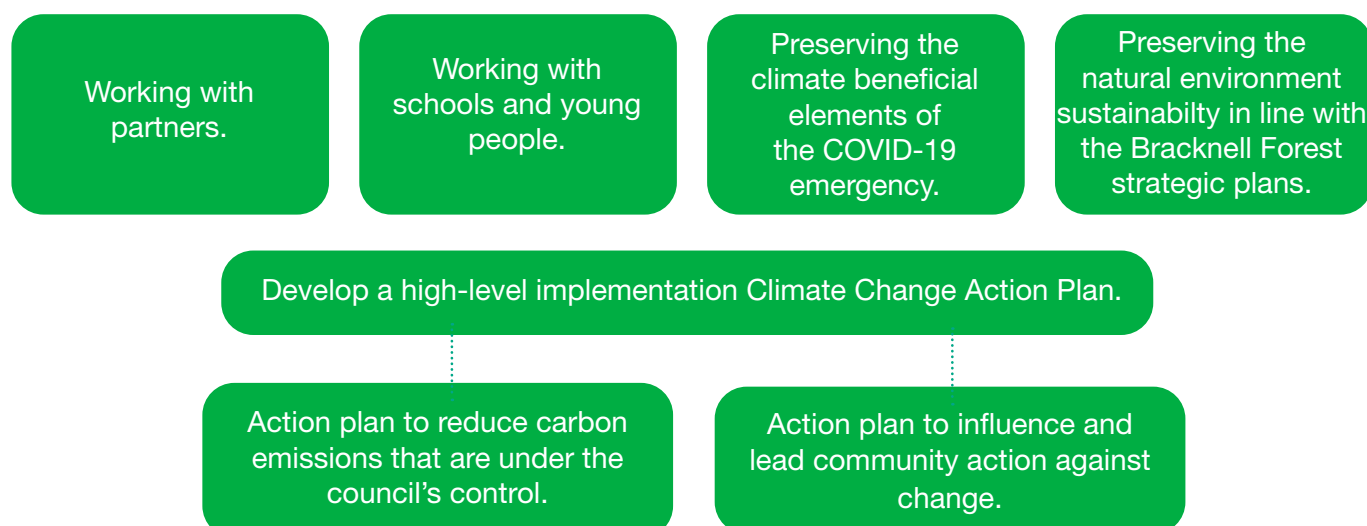 Working with
partners.
Working with
schools and young
people.
Preserving the
climate beneficial
elements of
the COVID-19
emergency.
Preserving the
natural environment
sustainabilty in line with
the Bracknell Forest
strategic plans.
Develop a high-level implementation Climate Change Action Plan.
Action plan to reduce carbon
emissions that are under the
council’s control.
Action plan to influence and
lead community action against
change.